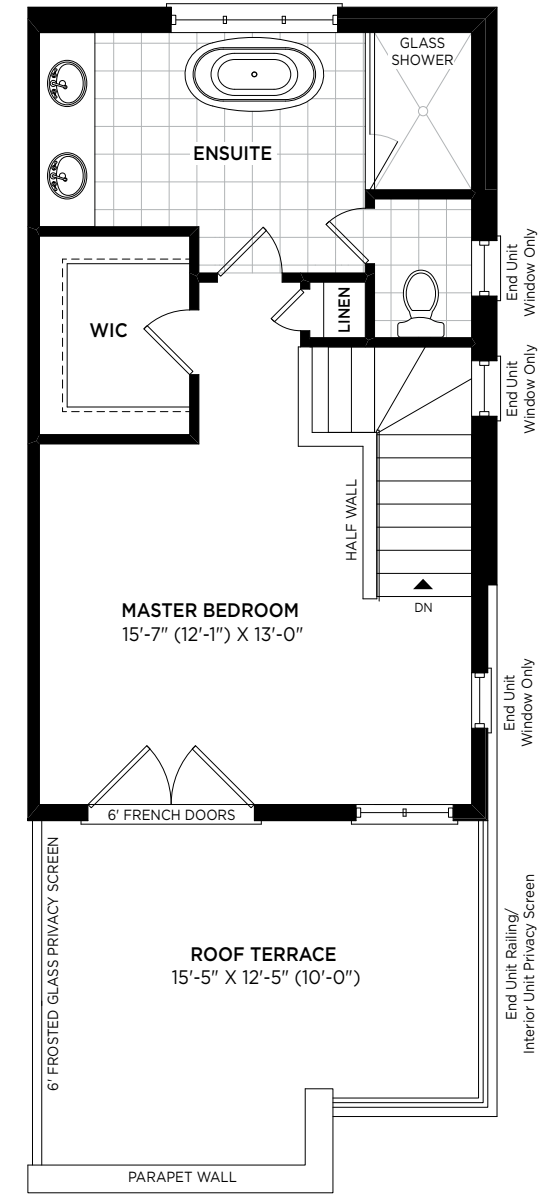 GLASS
SHOWER
ENSUITE
End Unit
Window Only
LINEN
WIC
End Unit
Window Only
HALF WALL
MASTER BEDROOM
15'-7" (12'-1") X 13'-0"
DN
End Unit
Window Only
6' FRENCH DOORS
6' FROSTED GLASS PRIVACY SCREEN
ROOF TERRACE
15'-5" X 12'-5" (10'-0")
End Unit Railing/
Interior Unit Privacy Screen
PARAPET WALL